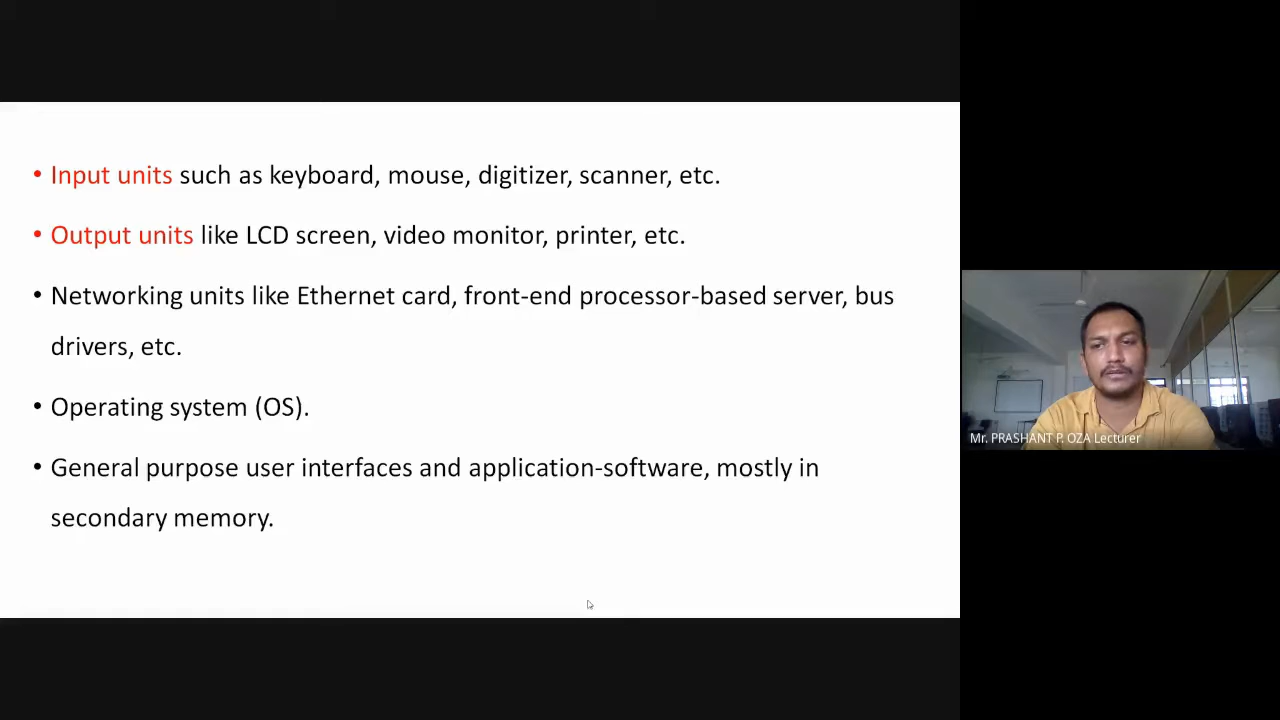 • Input units such as keyboard, mouse, digitizer, scanner, etc.
• Output units like LCD screen, video monitor, printer, etc.
• Networking units like Ethernet card, front-end processor-based server, bus
drivers, etc.
• Operating system (OS).
• General purpose user interfaces and application-software, mostly in
secondary memory.
Mr. PRASHANT P. OZA Lecturer